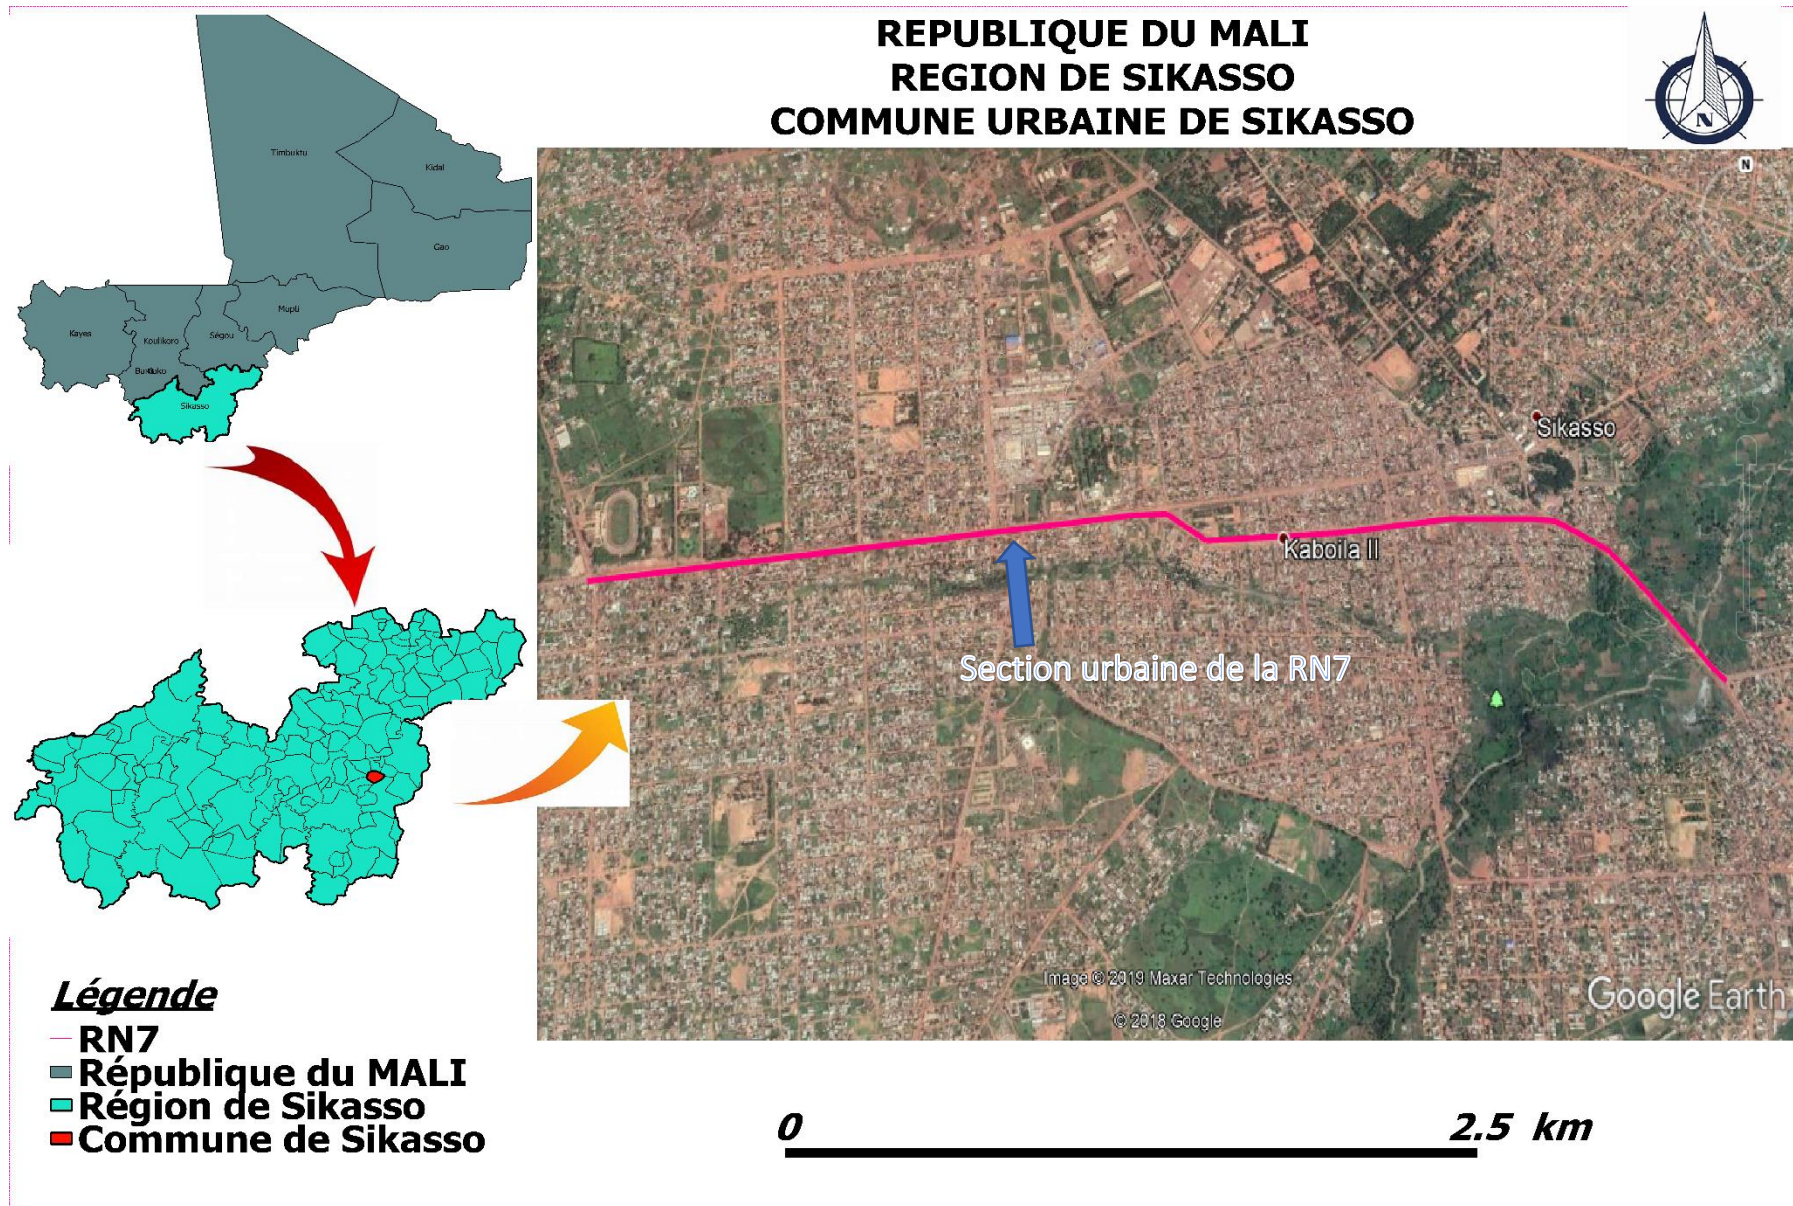 REPUBLIQUE DU MALI
REGION DE SIKASSO
COMMUNE URBAINE DE SIKASSO
N
N
Timbuktu
Kidal
Gao
Mupti
Kayes
Koulikoro
Ségou
Sikasso
Sikasso
Kaboila II
Section urbaine de la RN7
Image © 2019 Maxar Technologies
© 2018 Google
Google Earth
Légende
RN7
République du MALI
Région de Sikasso
Commune de Sikasso
0 2.5 km